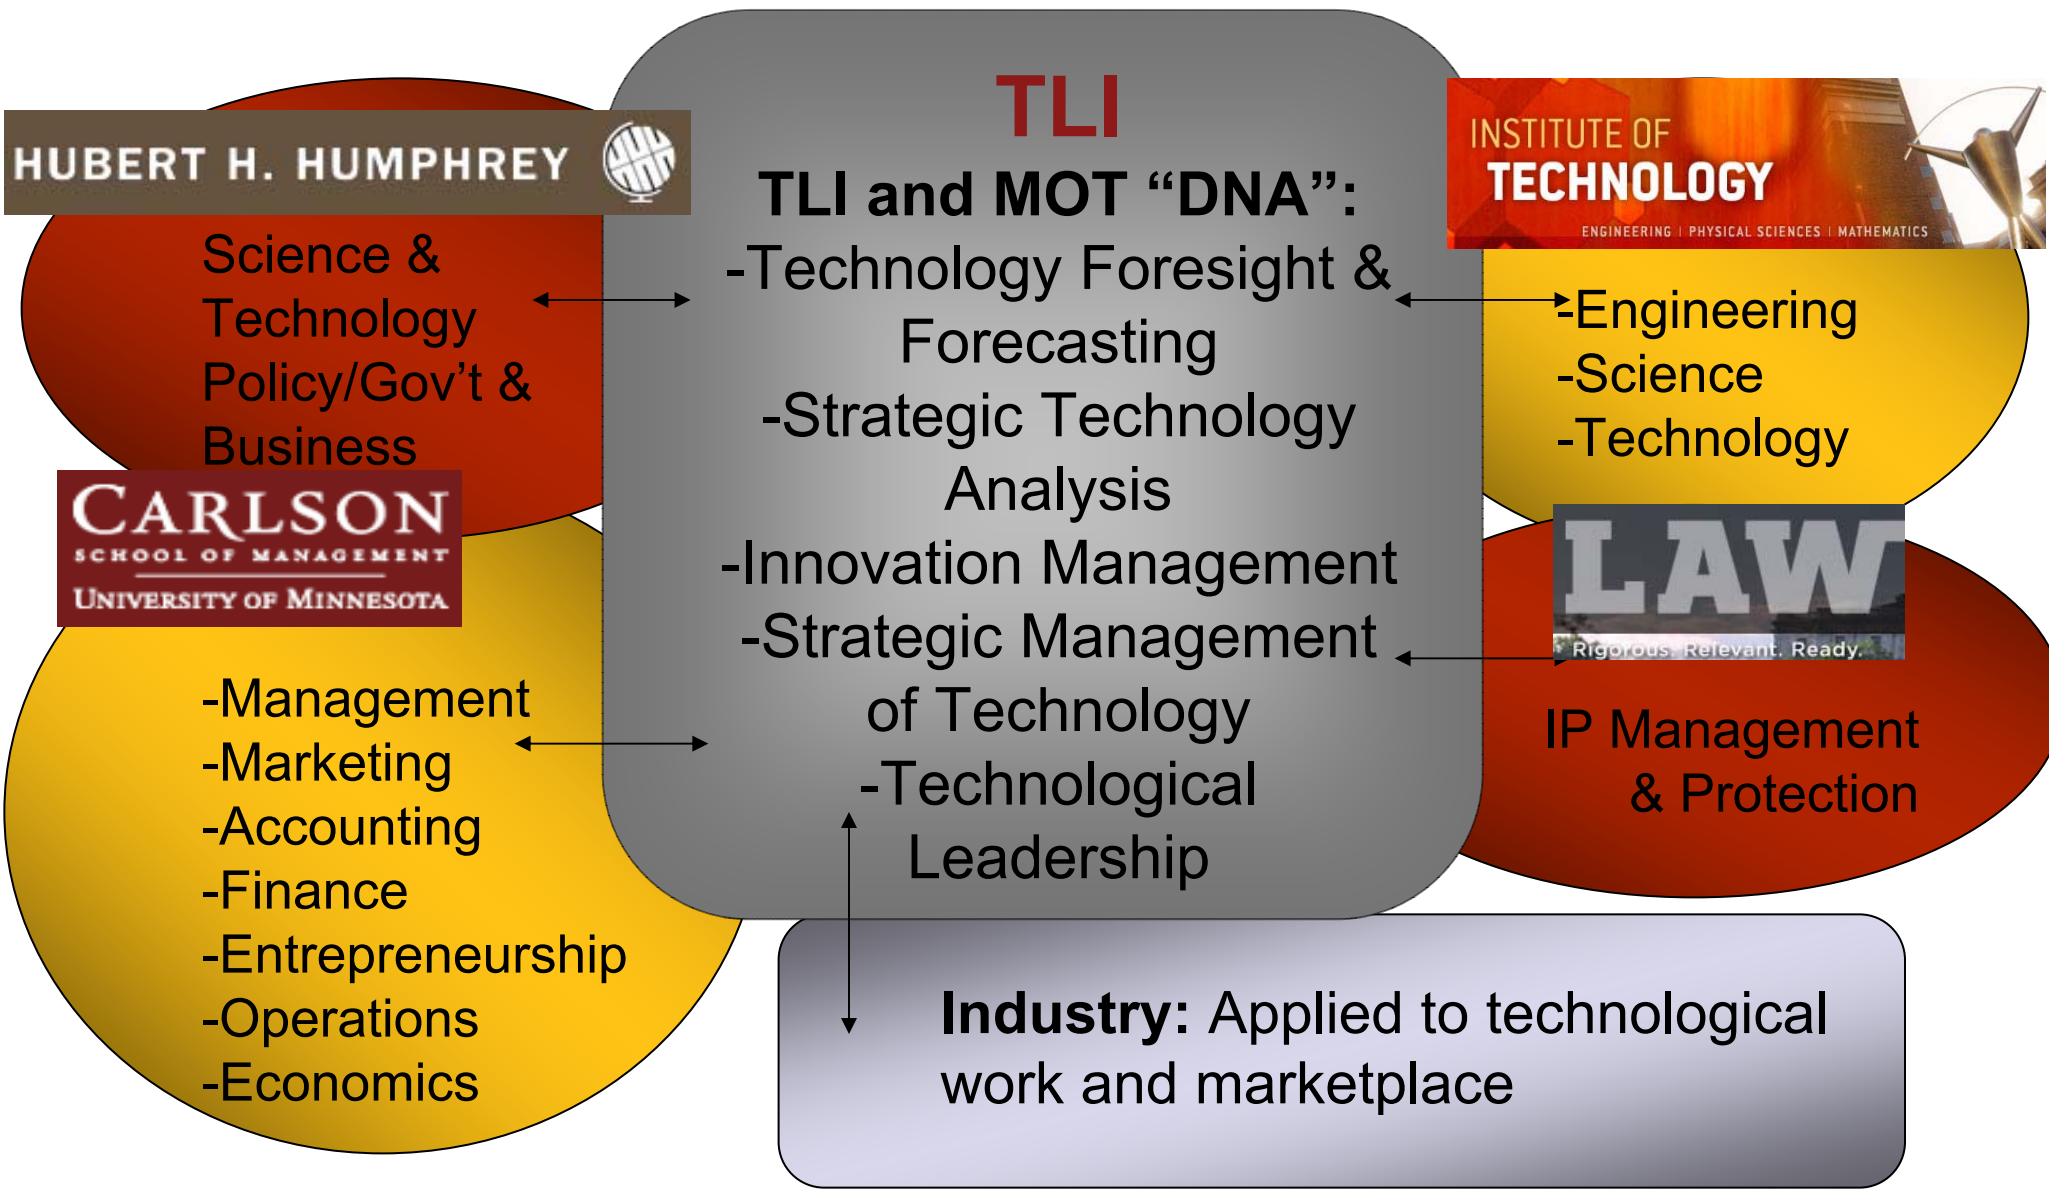 TLI
TLI and MOT “DNA”:
-Technology Foresight &
Forecasting
-Strategic Technology
Analysis
-Innovation Management
-Strategic Management
of Technology
-Technological
Leadership
HUBERT H. HUMPHREY
Science &
Technology
Policy/Gov’t &
Business
CARLSON
SCHOOL OF MANAGEMENT
UNIVERSITY OF MINNESOTA
-Management
-Marketing
-Accounting
-Finance
-Entrepreneurship
-Operations
-Economics
INSTITUTE OF
TECHNOLOGY
ENGINEERING | PHYSICAL SCIENCES | MATHEMATICS
-Engineering
-Science
-Technology
LAW
Rigorous. Relevant. Ready.
IP Management
& Protection
Industry: Applied to technological
work and marketplace